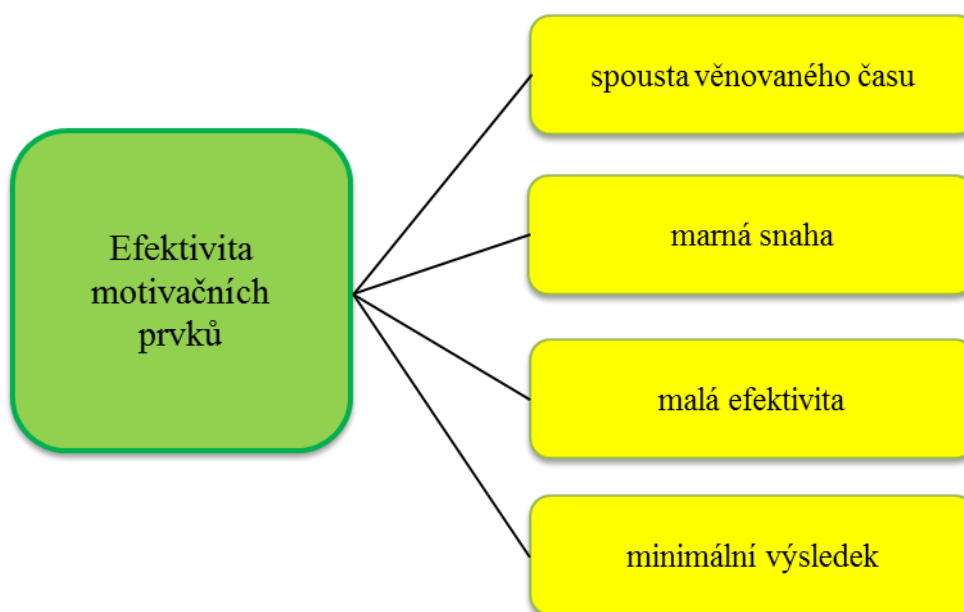 Efektivita
motivačních
prvků
spousta věnovaného času
marná snaha
malá efektivita
minimální výsledek